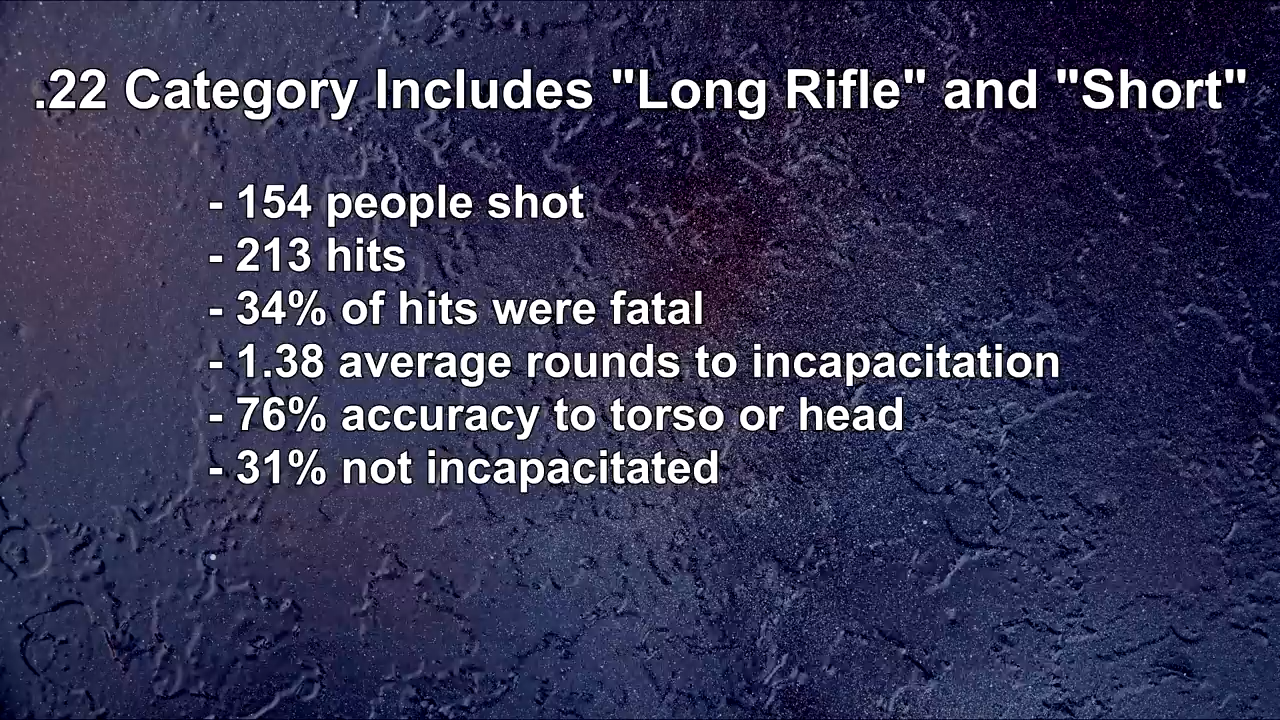 .22 Category Includes "Long Rifle" and "Short"
- 154 people shot
- 213 hits
- 34% of hits were fatal
- 1.38 average rounds to incapacitation
- 76% accuracy to torso or head
- 31% not incapacitated